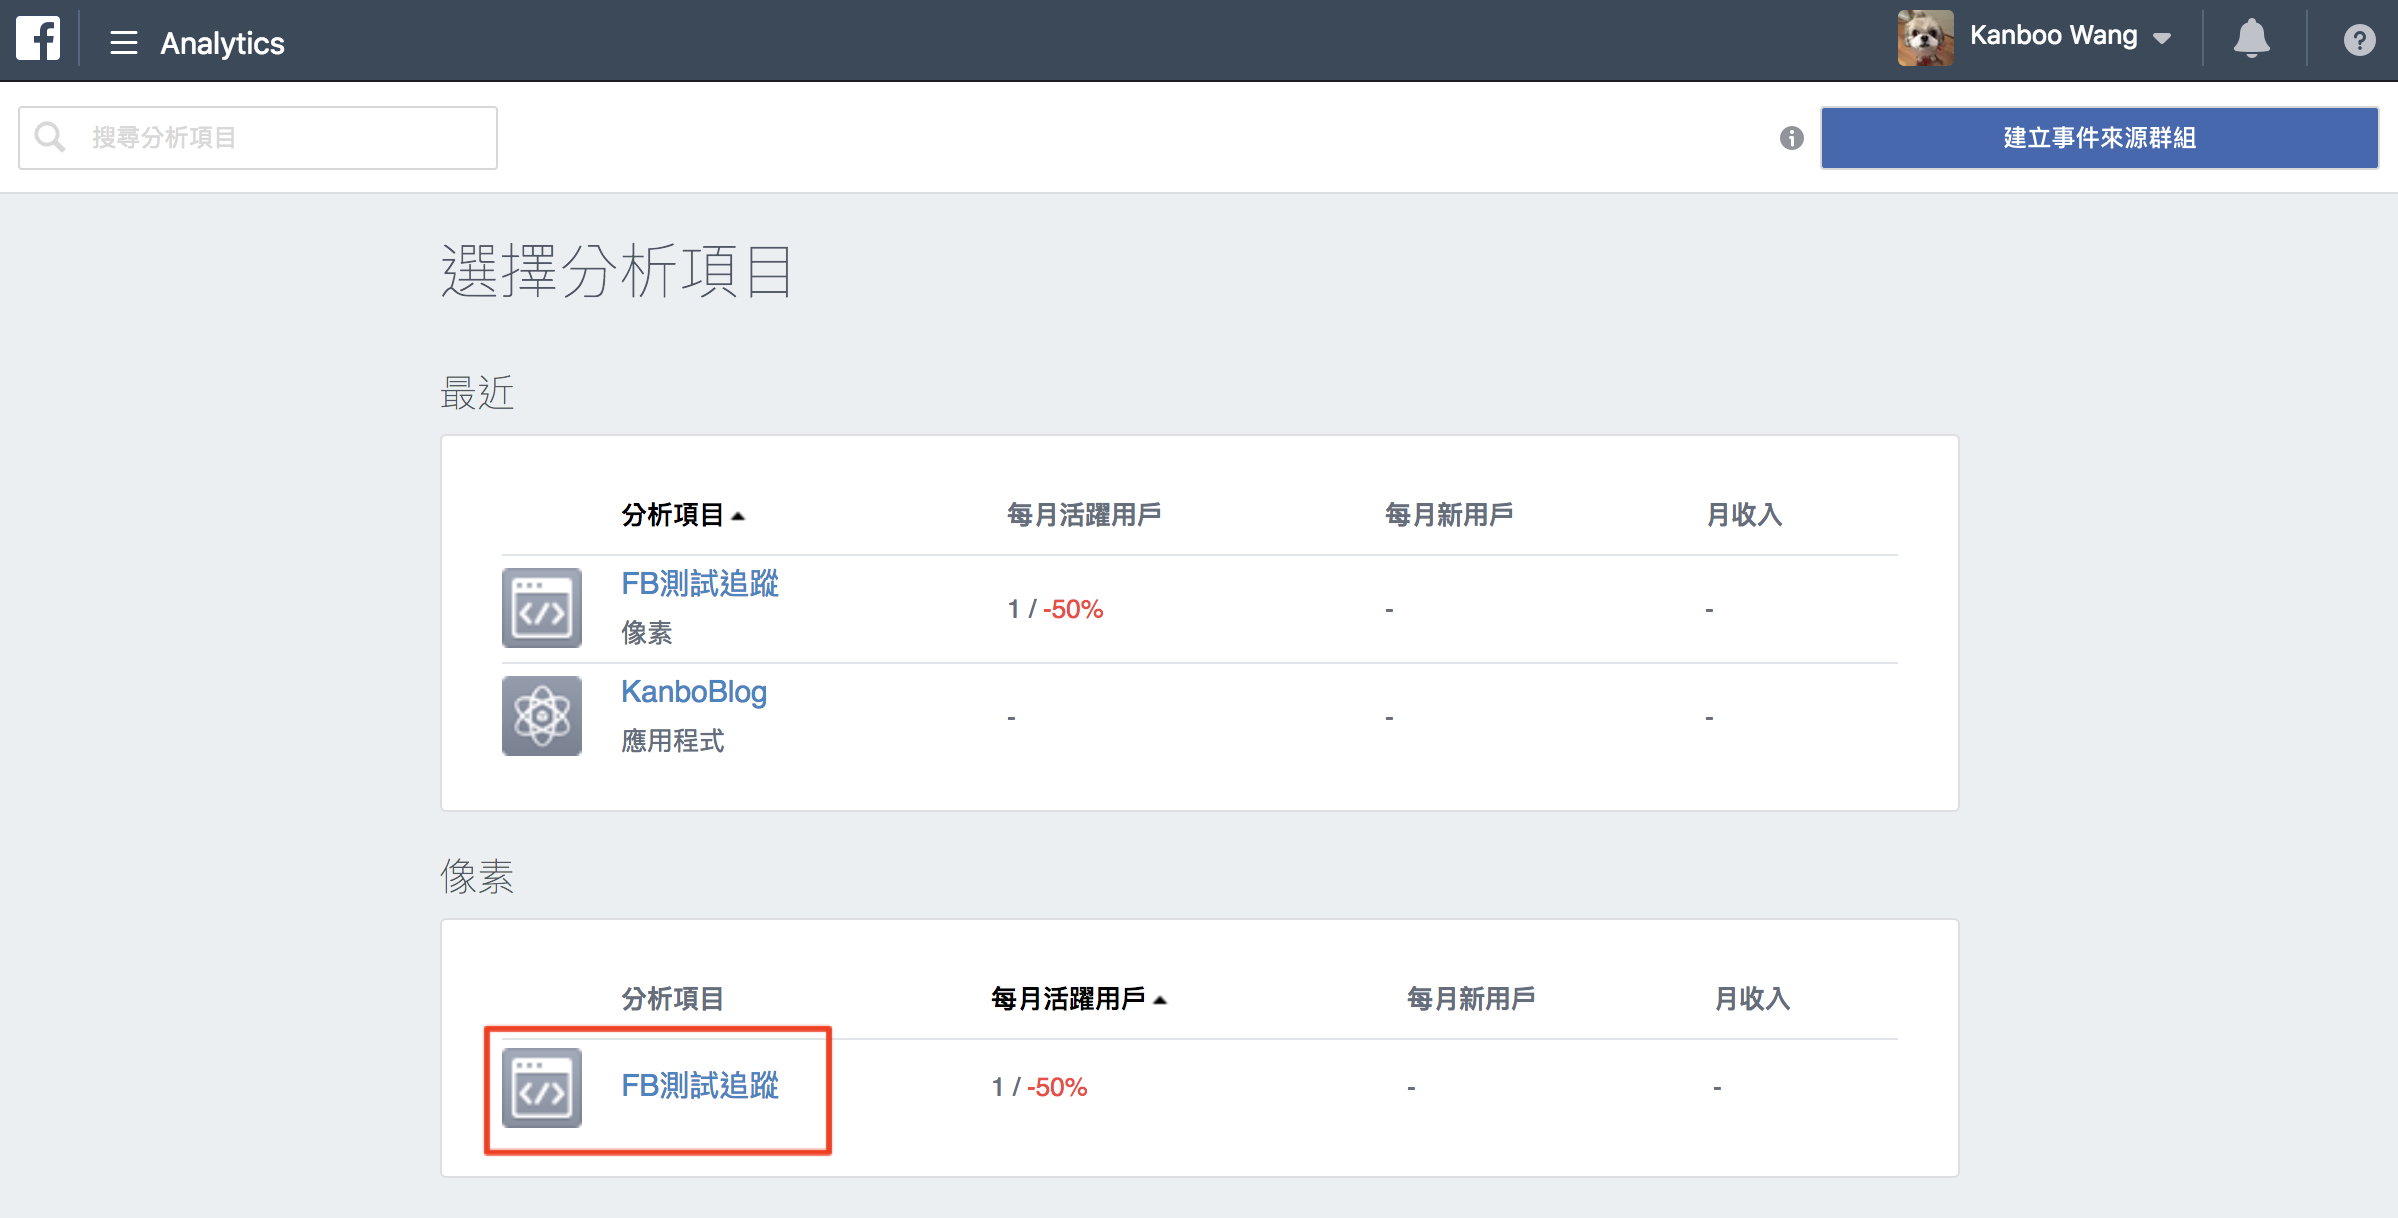 Analytics
Kanboo Wang
搜尋分析項目
建立事件來源群組
選擇分析項目
最近
分析項目 每月活躍用戶 每月新用戶 月收入
FB測試追蹤
像素
1 / -50% - -
KanboBlog
應用程式
- - -
像素
分析項目 每月活躍用戶 每月新用戶 月收入
FB測試追蹤 1 / -50% - -